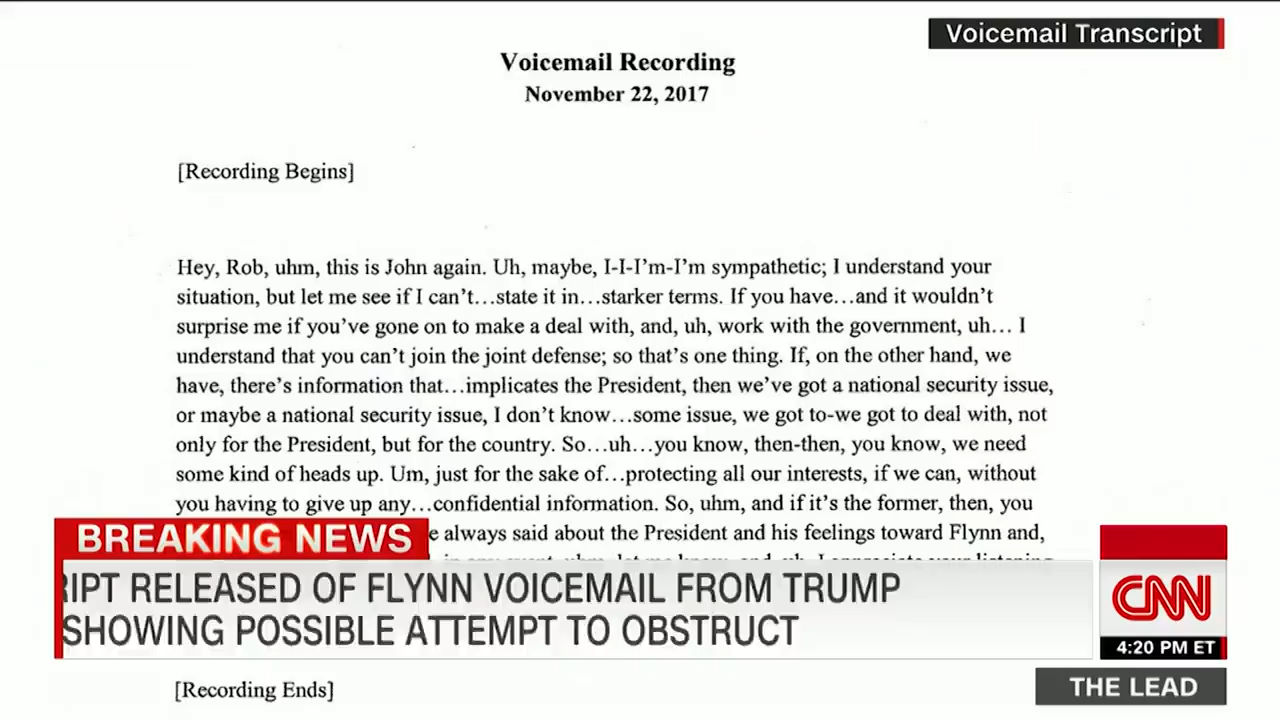 Voicemail Transcript
Voicemail Recording
November 22, 2017
[Recording Begins]
Hey, Rob, uhm, this is John again. Uh, maybe, I-I-I'm-I'm sympathetic; I understand your
situation, but let me see if I can't…state it in…starker terms. If you have…and it wouldn't
surprise me if you've gone on to make a deal with, and, uh, work with the government, uh… I
understand that you can't join the joint defense; so that's one thing. If, on the other hand, we
have, there's information that…implicates the President, then we've got a national security issue,
or maybe a national security issue, I don't know…some issue, we got to-we got to deal with, not
only for the President, but for the country. So…uh…you know, then-then, you know, we need
some kind of heads up. Um, just for the sake of…protecting all our interests, if we can, without
you having to give up any…confidential information. So, uhm, and if it's the former, then, you
e always said about the President and his feelings toward Flynn and,
BREAKING NEWS
RIPT RELEASED OF FLYNN VOICEMAIL FROM TRUMP
SHOWING POSSIBLE ATTEMPT TO OBSTRUCT
CNN
4:20 PM ET
[Recording Ends]
THE LEAD